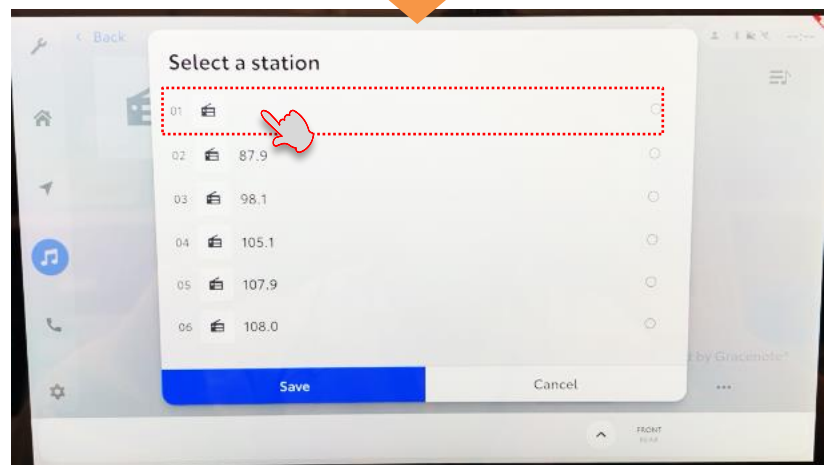 Back
Select a station
01
02 87.9
03 98.1
04 105.1
05 107.9
06 108.0
by Gracenote®
Save Cancel
FRONT
REAR